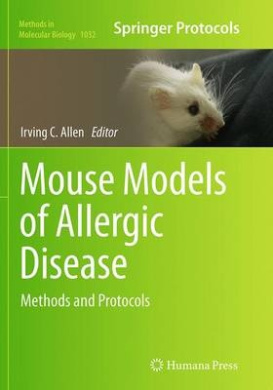 Methods in
Molecular Biology 1032
Springer Protocols
Irving C. Allen Editor
Mouse Models
of Allergic
Disease
Methods and Protocols
Humana Press